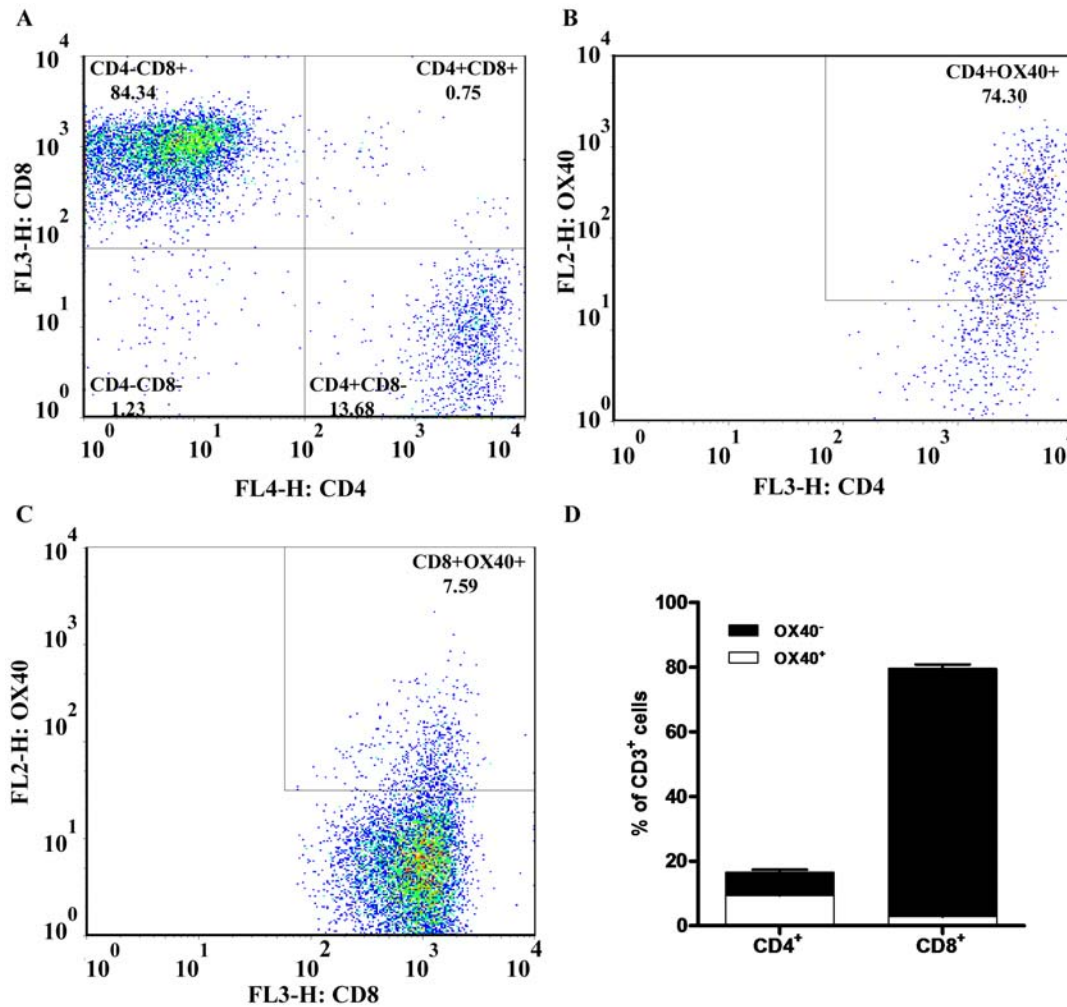 A
10^4
10^3
10^2
10^1
10^0
FL3-H: CD8
CD4-CD8+
84.34
CD4+CD8+
0.75
CD4-CD8-
1.23
CD4+CD8-
13.68
10^0 10^1 10^2 10^3 10^4
FL4-H: CD4
B
10^4
10^3
10^2
10^1
10^0
FL2-H: OX40
CD4+OX40+
74.30
10^0 10^1 10^2 10^3
FL3-H: CD4
C
10^4
10^3
10^2
10^1
10^0
FL2-H: OX40
CD8+OX40+
7.59
10^0 10^1 10^2 10^3 10^4
FL3-H: CD8
D
100
80
60
40
20
0
% of CD3⁺ cells
OX40⁻
OX40⁺
CD4⁺ CD8⁺